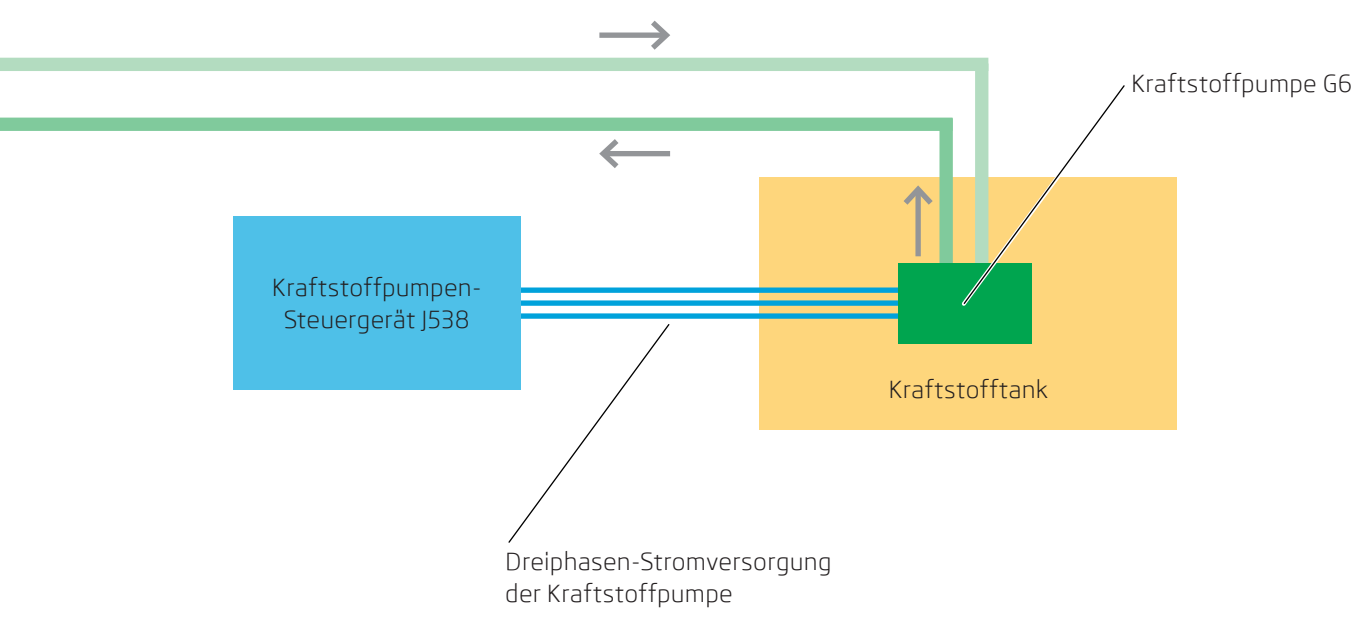 Kraftstoffpumpe G6
Kraftstoffpumpen-
Steuergerät J538
Kraftstofftank
Dreiphasen-Stromversorgung
der Kraftstoffpumpe